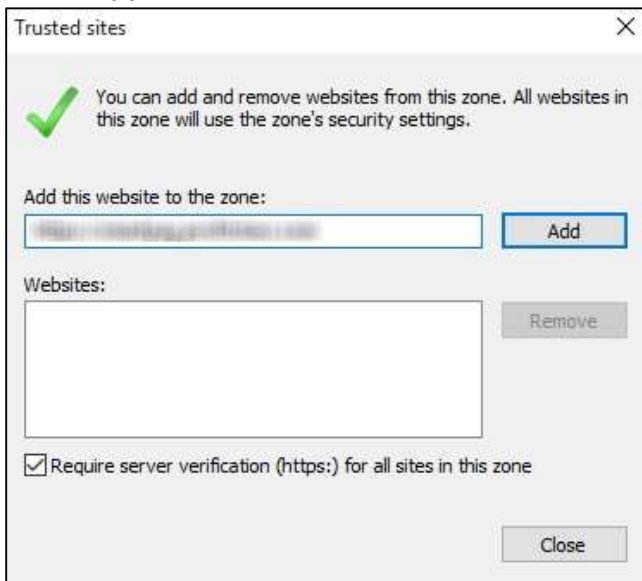 Trusted sites
You can add and remove websites from this zone. All websites in
this zone will use the zone's security settings.
Add this website to the zone:
Add
Websites:
Remove
Require server verification (https:) for all sites in this zone
Close